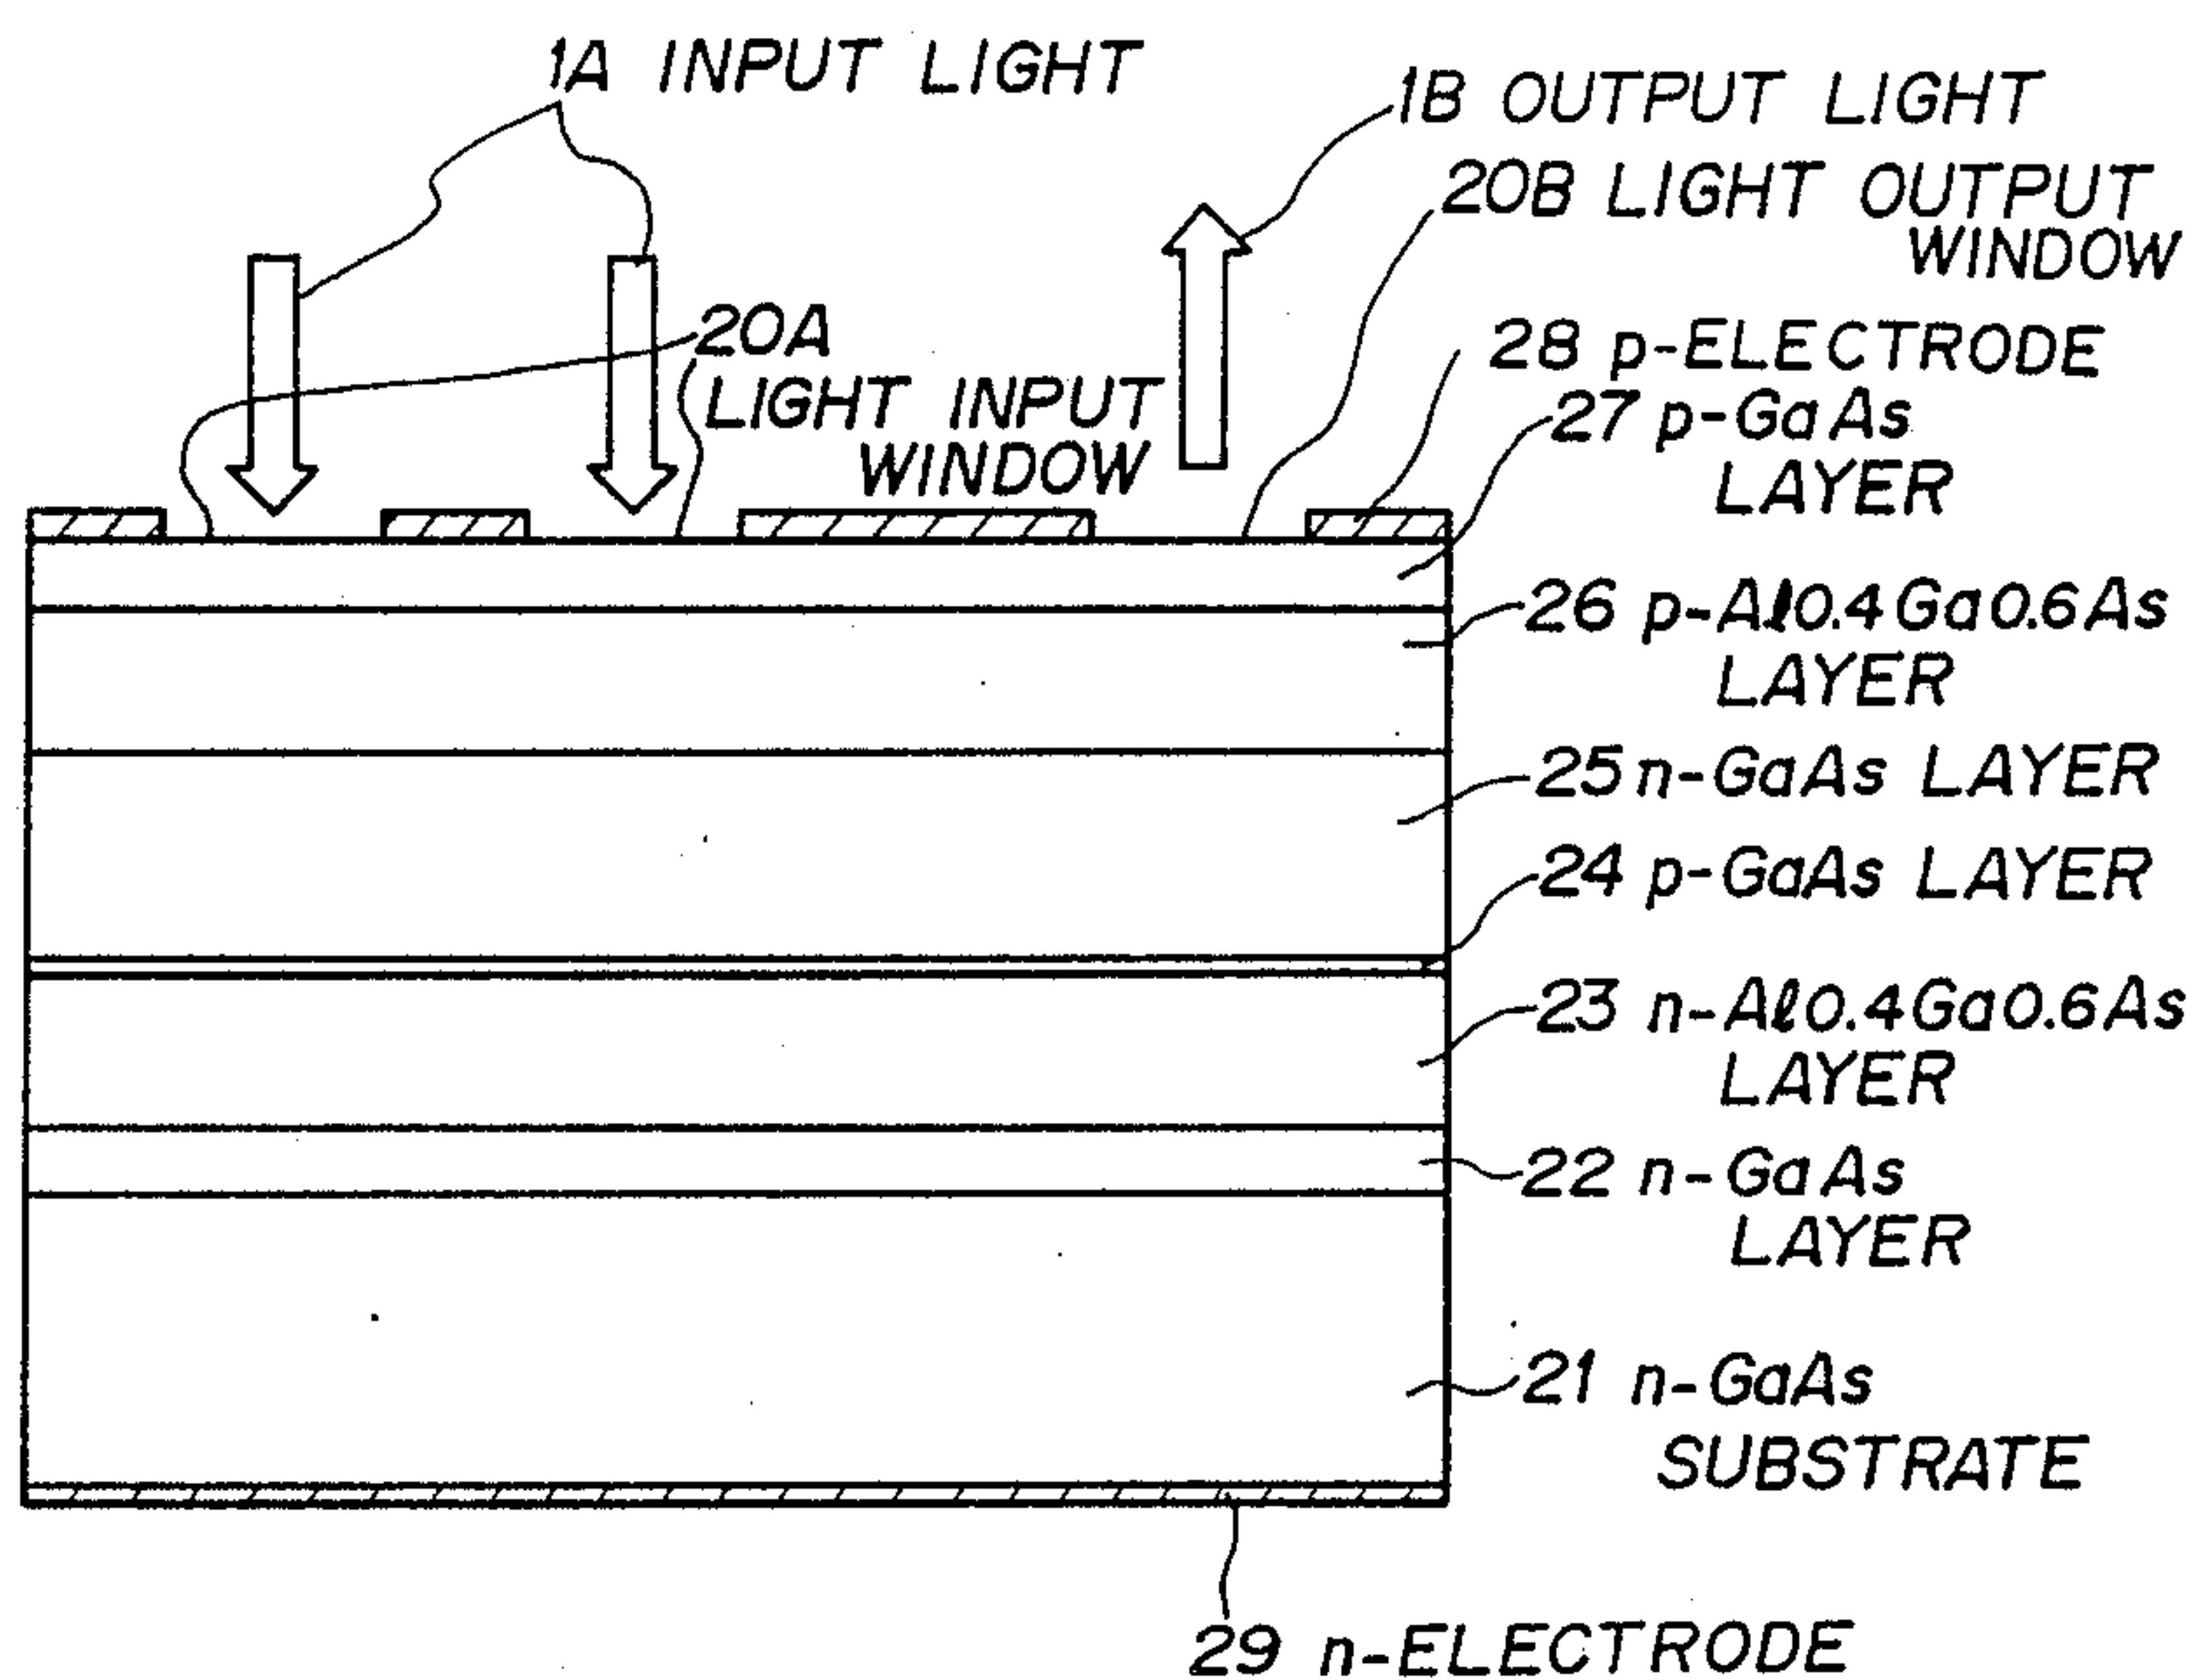 1A INPUT LIGHT
1B OUTPUT LIGHT
20B LIGHT OUTPUT
WINDOW
20A
LIGHT INPUT
WINDOW
28 p-ELECTRODE
27 p-GaAs
LAYER
26 p-Al0.4Ga0.6As
LAYER
25 n-GaAs LAYER
24 p-GaAs LAYER
23 n-Al0.4Ga0.6As
LAYER
22 n-GaAs
LAYER
21 n-GaAs
SUBSTRATE
29 n-ELECTRODE